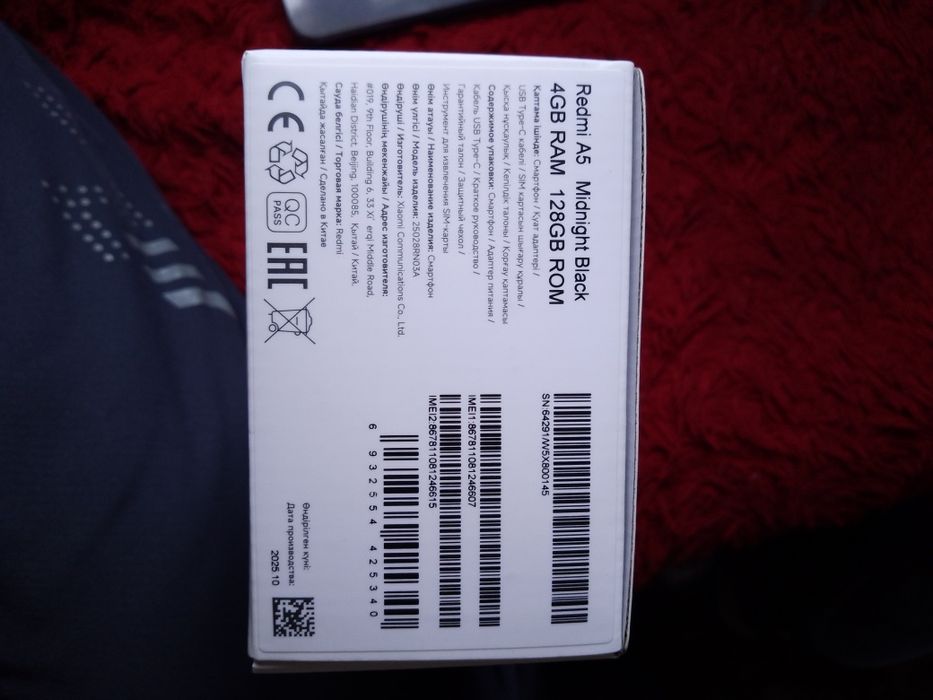 Redmi A5 Midnight Black
4GB RAM 128GB ROM
Қаптама ішінде: Смартфон / Қуат адаптері /
USB Type-C кабелі / SIM картасын шығару құралы /
Қысқа нұсқаулық / Кепілдік талоны / Қорғау қаптамасы
Содержимое упаковки: Смартфон / Адаптер питания /
Кабель USB Type-C / Краткое руководство /
Гарантийный талон / Защитный чехол /
Инструмент для извлечения SIM-карты
Өнім атауы / Наименование изделия: Смартфон
Өнім үлгісі / Модель изделия: 25028RN03A
Өндіруші / Изготовитель: Xiaomi Communications Co., Ltd.
Өндірушінің мекенжайы / Адрес изготовителя:
#019, 9th Floor, Building 6, 33 Xi' erqi Middle Road,
Haidian District, Beijing, 100085, Қытай / Китай.
Сауда белгісі / Торговая марка: Redmi
Қытайда жасалған / Сделано в Китае
CE
QC
PASS
EAC
SN:64291/W5X800145
IMEI1:867811081246607
IMEI2:867811081246615
6 932554 425340
Өндірілген күні:
Дата производства:
2025.10